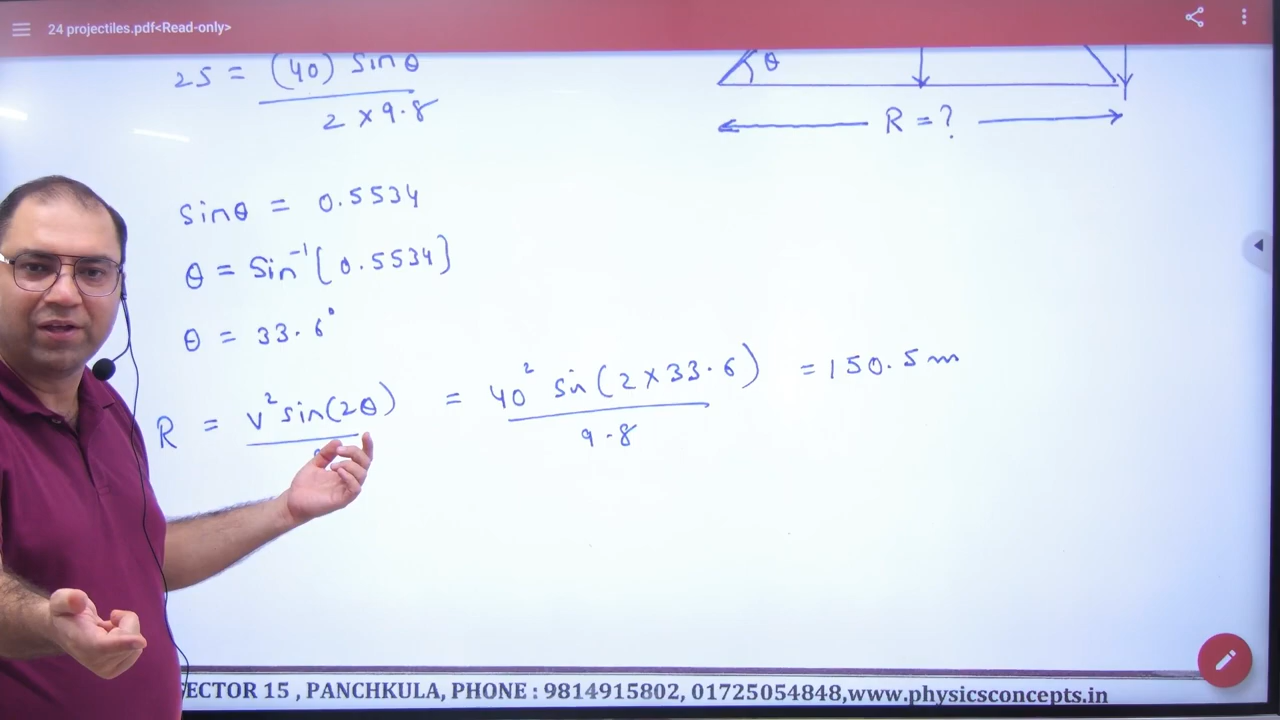 24 projectiles.pdf<Read-only>
25 = (40) sinθ
2 × 9.8
θ
R = ?
sinθ = 0.5534
θ = Sin⁻¹[0.5534]
θ = 33.6°
R = v² sin(2θ) = 40² sin(2×33.6) = 150.5 m
9.8
ECTOR 15 , PANCHKULA, PHONE : 9814915802, 01725054848,www.physicsconcepts.in